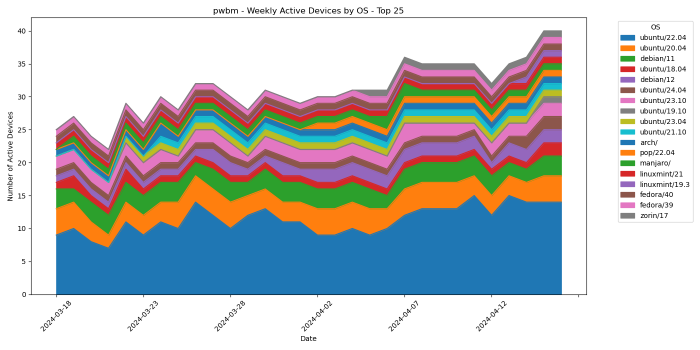 pwbm - Weekly Active Devices by OS - Top 25
Number of Active Devices
40
35
30
25
20
15
10
5
0
2024-03-18
2024-03-23
2024-03-28
2024-04-02
2024-04-07
2024-04-12
Date
OS
ubuntu/22.04
ubuntu/20.04
debian/11
ubuntu/18.04
debian/12
ubuntu/24.04
ubuntu/23.10
ubuntu/19.10
ubuntu/23.04
ubuntu/21.10
arch/
pop/22.04
manjaro/
linuxmint/21
linuxmint/19.3
fedora/40
fedora/39
zorin/17